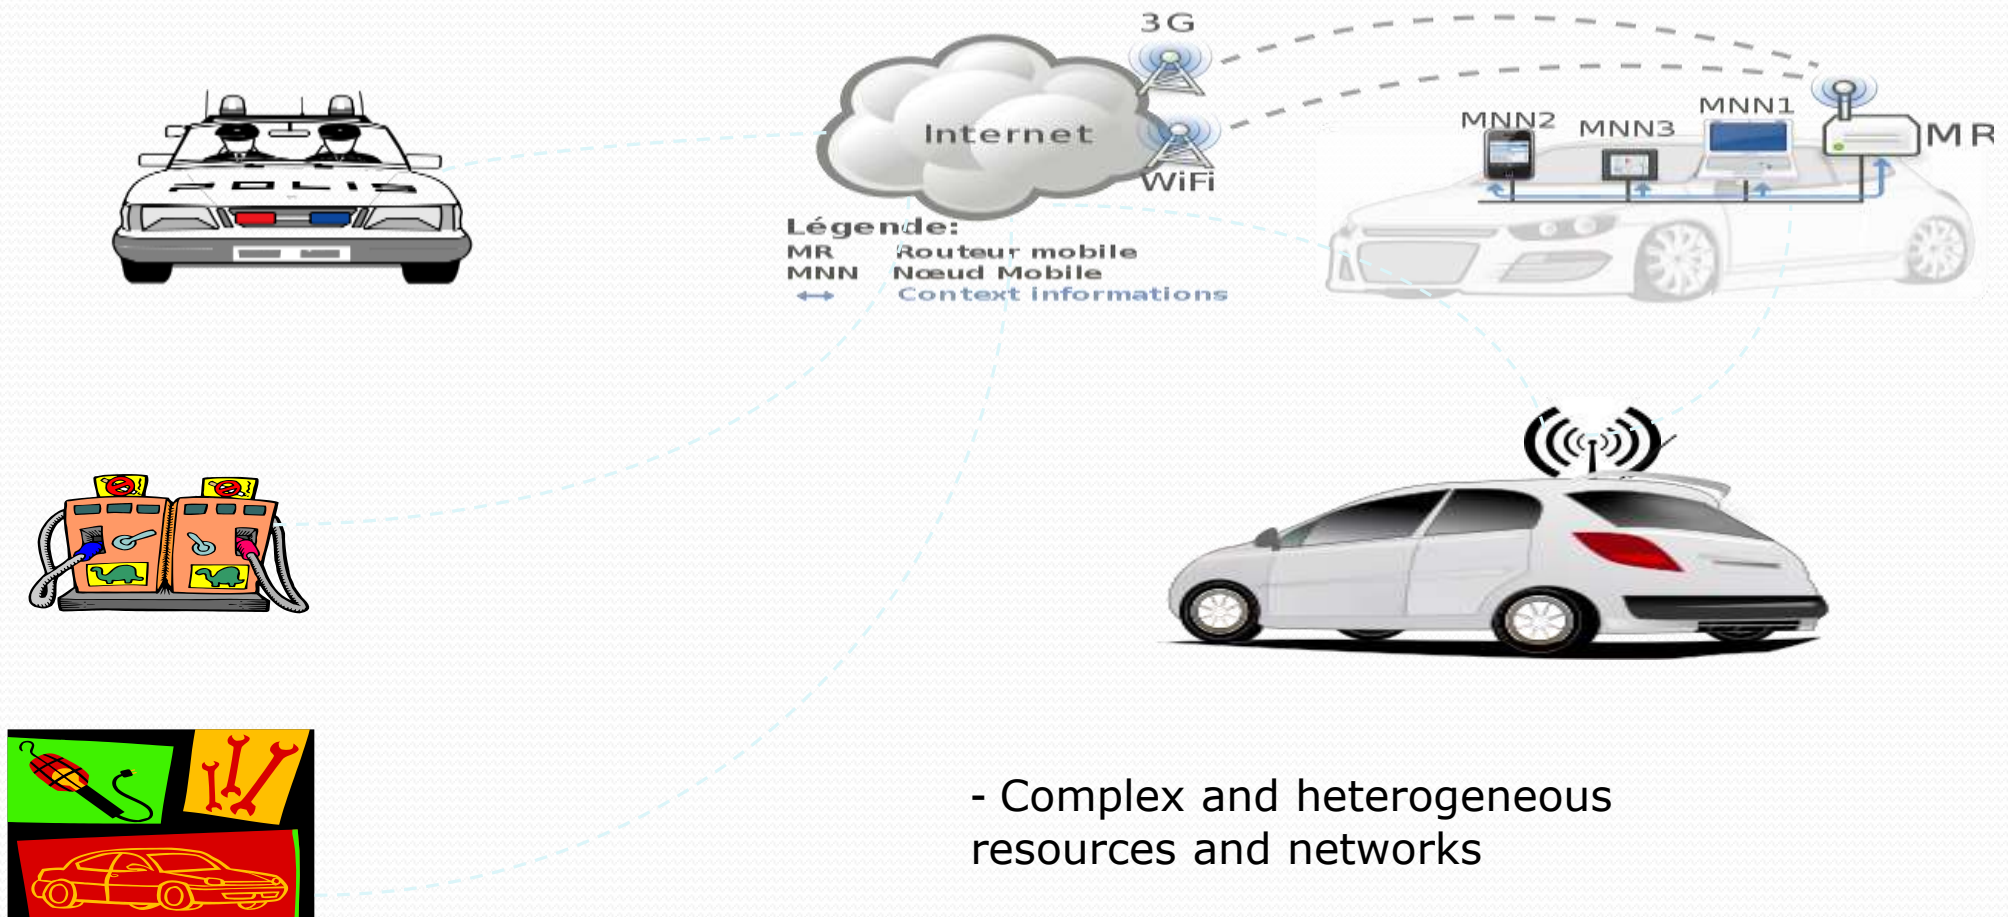 3G
MNN2
MNN3
MNN1
MR
Internet
WiFi
POLIS
Légende:
MR Routeur mobile
MNN Nœud Mobile
↔ Context informations
- Complex and heterogeneous
resources and networks